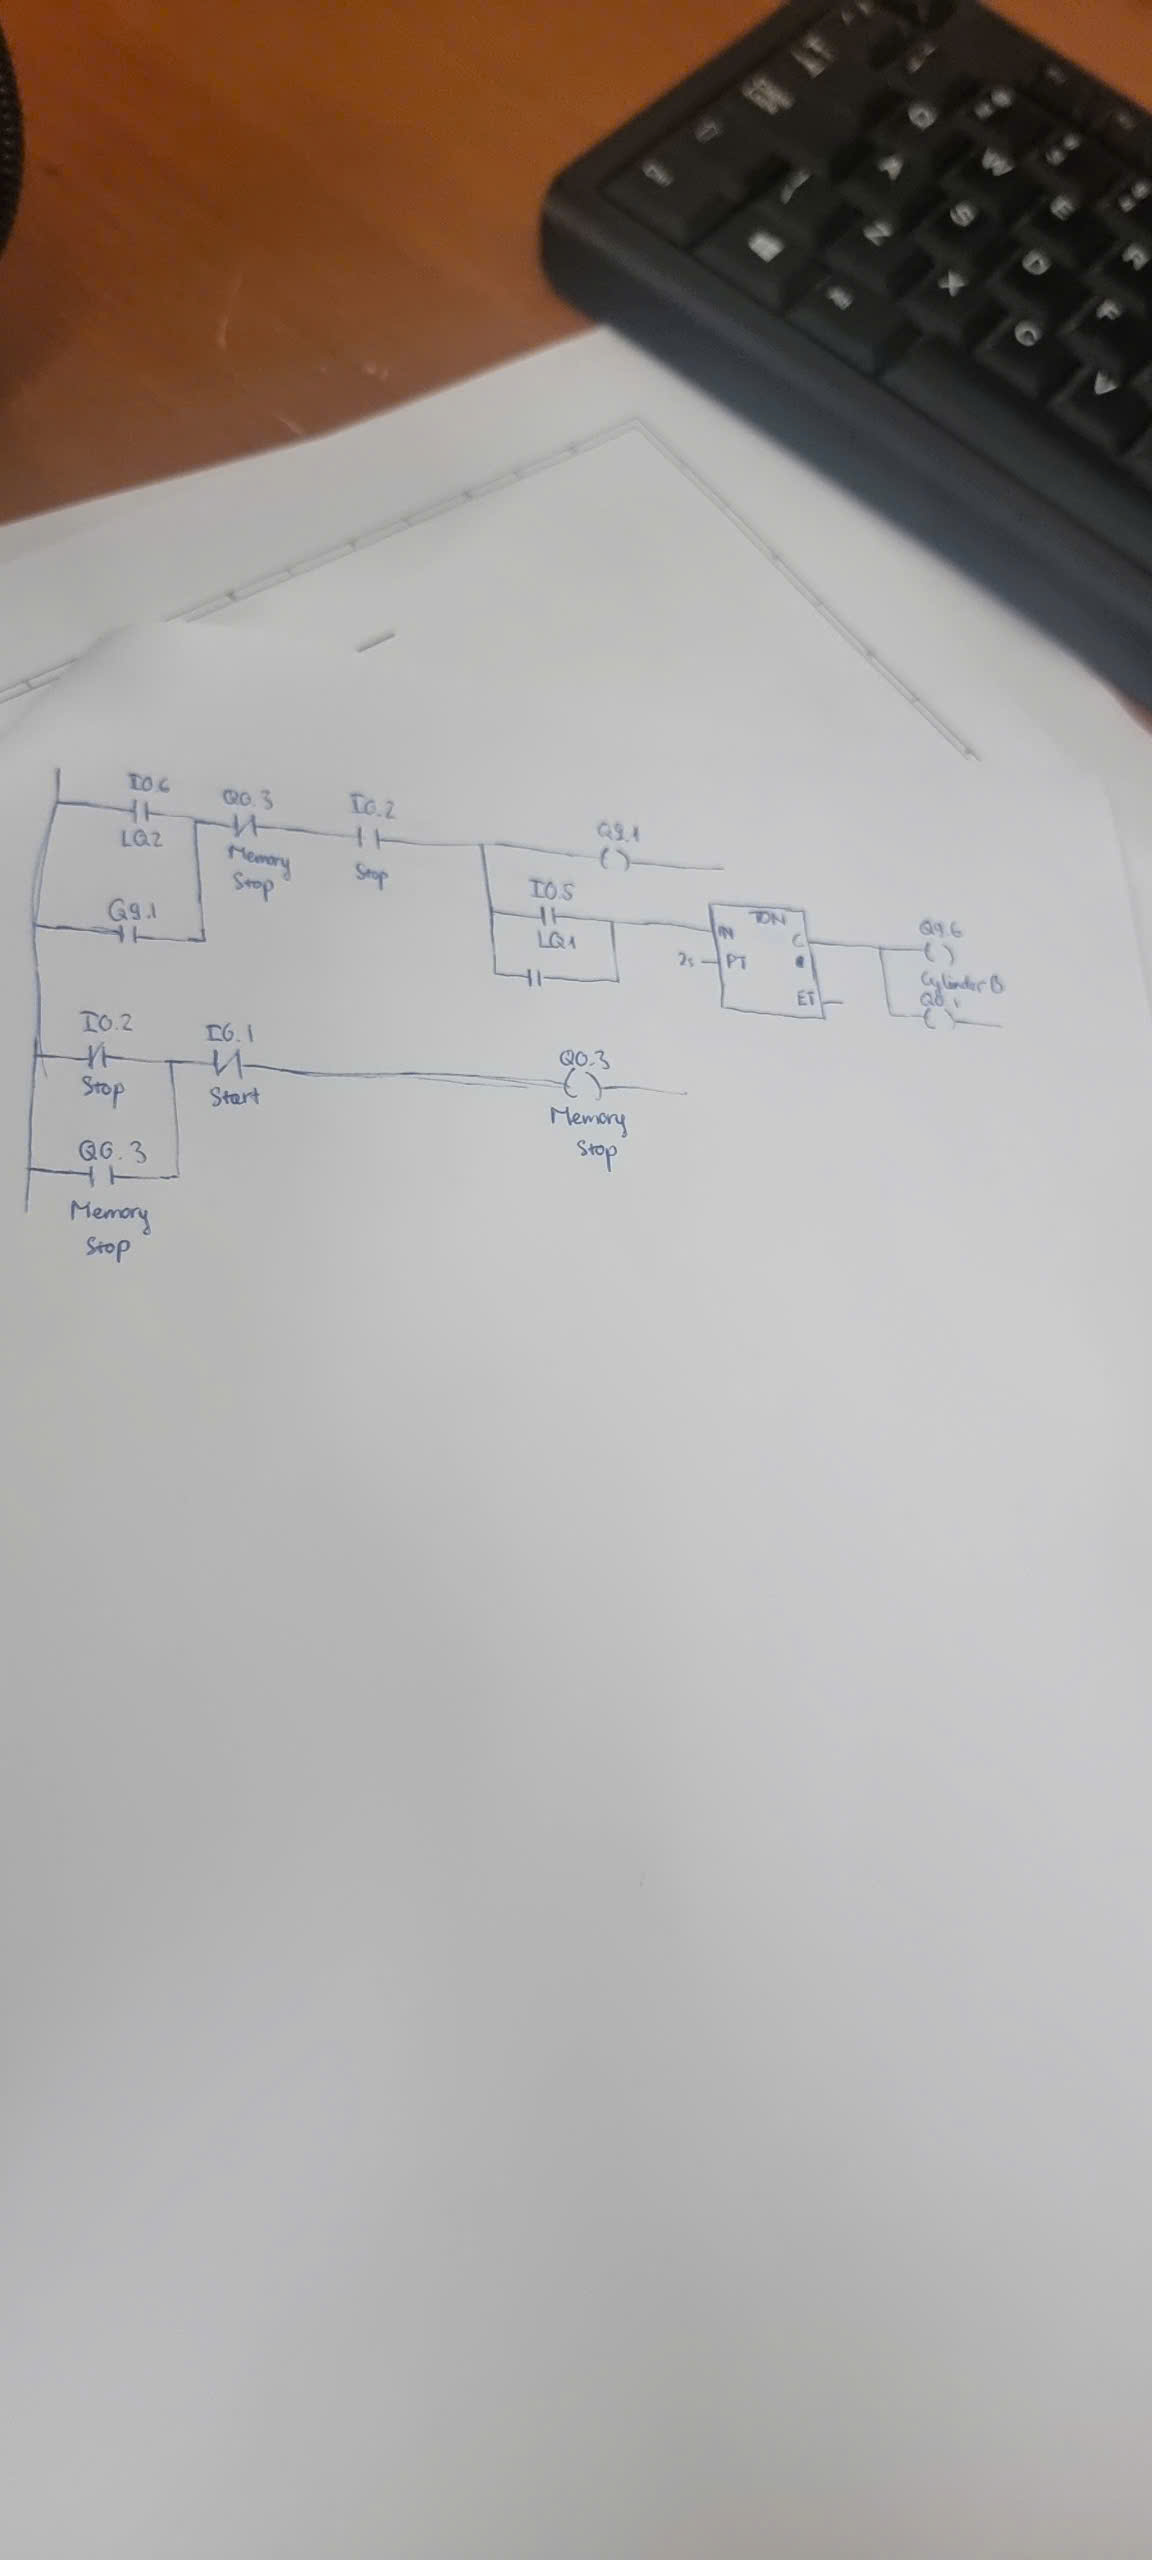 I0.6
LQ2
Q0.3
Memory
Stop
I0.2
Stop
Q9.1
Q9.1
I0.5
LQ1
TON
IN
2s
PT
ET
Q9.6
Cylinder B
I0.2
Stop
I0.1
Start
Q0.3
Memory
Stop
Q0.3
Memory
Stop
Q
A
Z
W
S
X
E
D
C
R
F
V